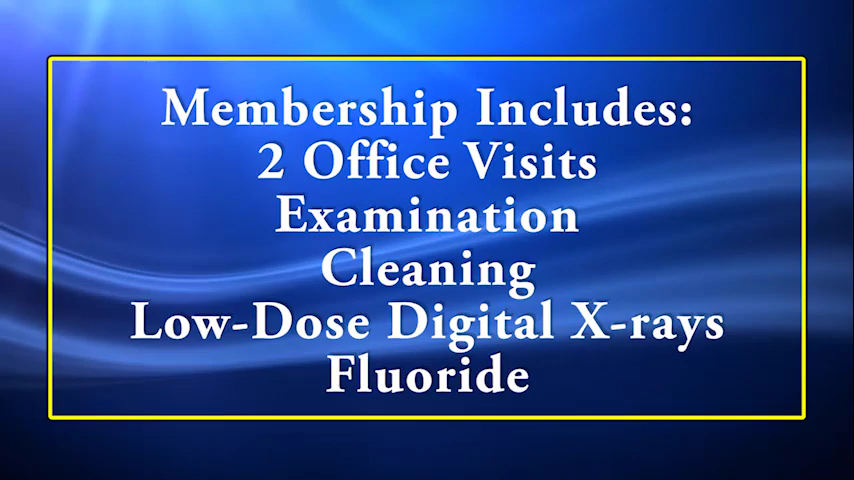 Membership Includes:
2 Office Visits
Examination
Cleaning
Low-Dose Digital X-rays
Fluoride